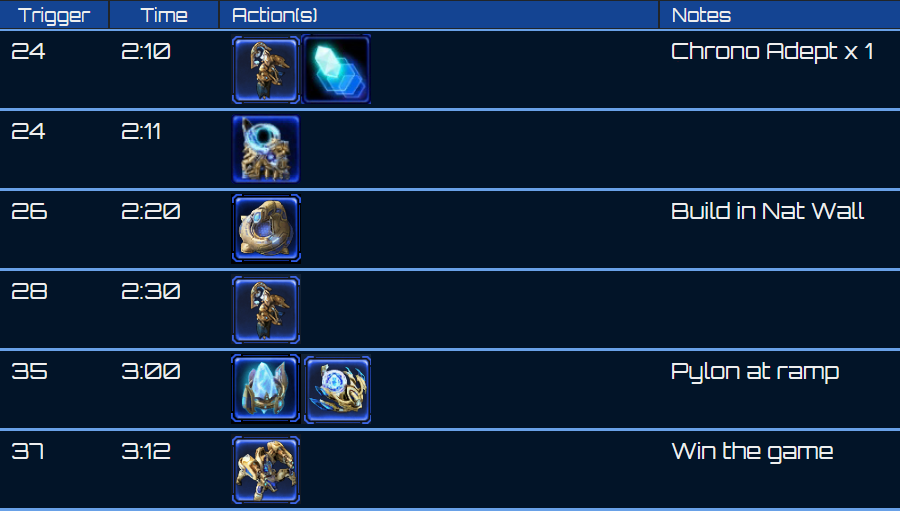 Trigger Time Action(s) Notes
24 2:10 Chrono Adept x 1
24 2:11
26 2:20 Build in Nat Wall
28 2:30
35 3:00 Pylon at ramp
37 3:12 Win the game